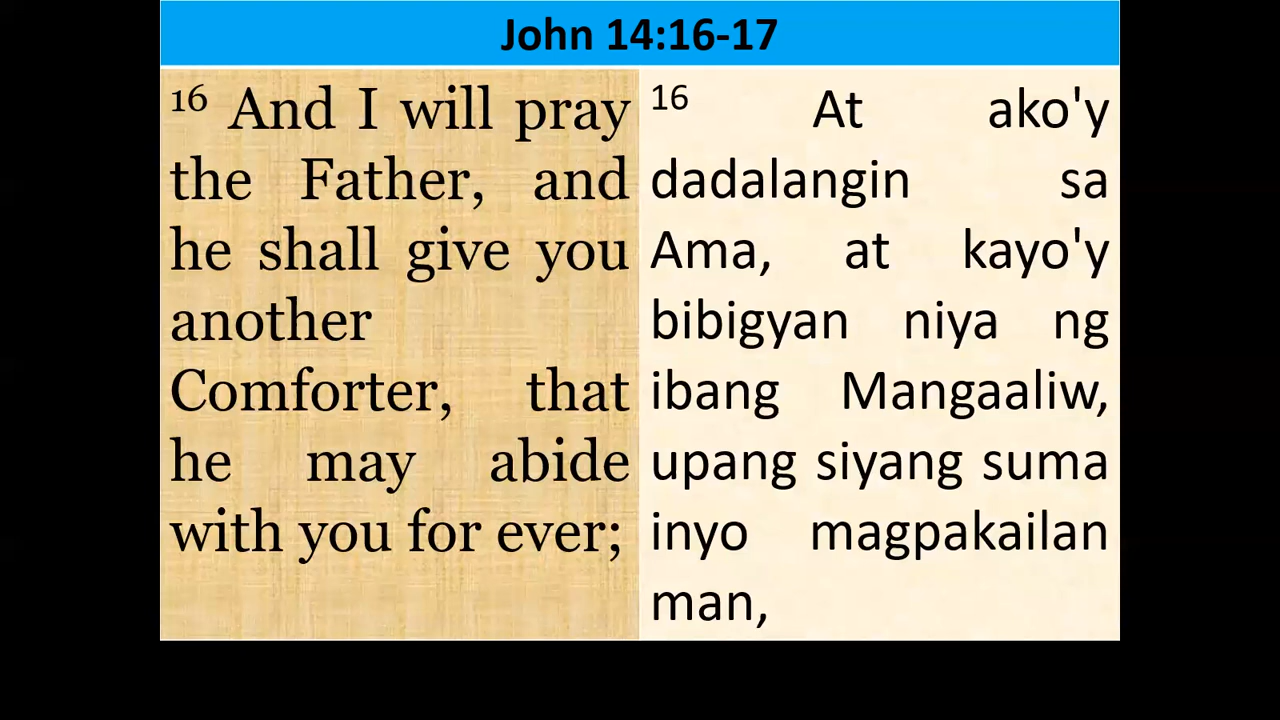 John 14:16-17
16 And I will pray
the Father, and
he shall give you
another
Comforter, that
he may abide
with you for ever;
16 At ako'y
dadalangin sa
Ama, at kayo'y
bibigyan niya ng
ibang Mangaaliw,
upang siyang suma
inyo magpakailan
man,